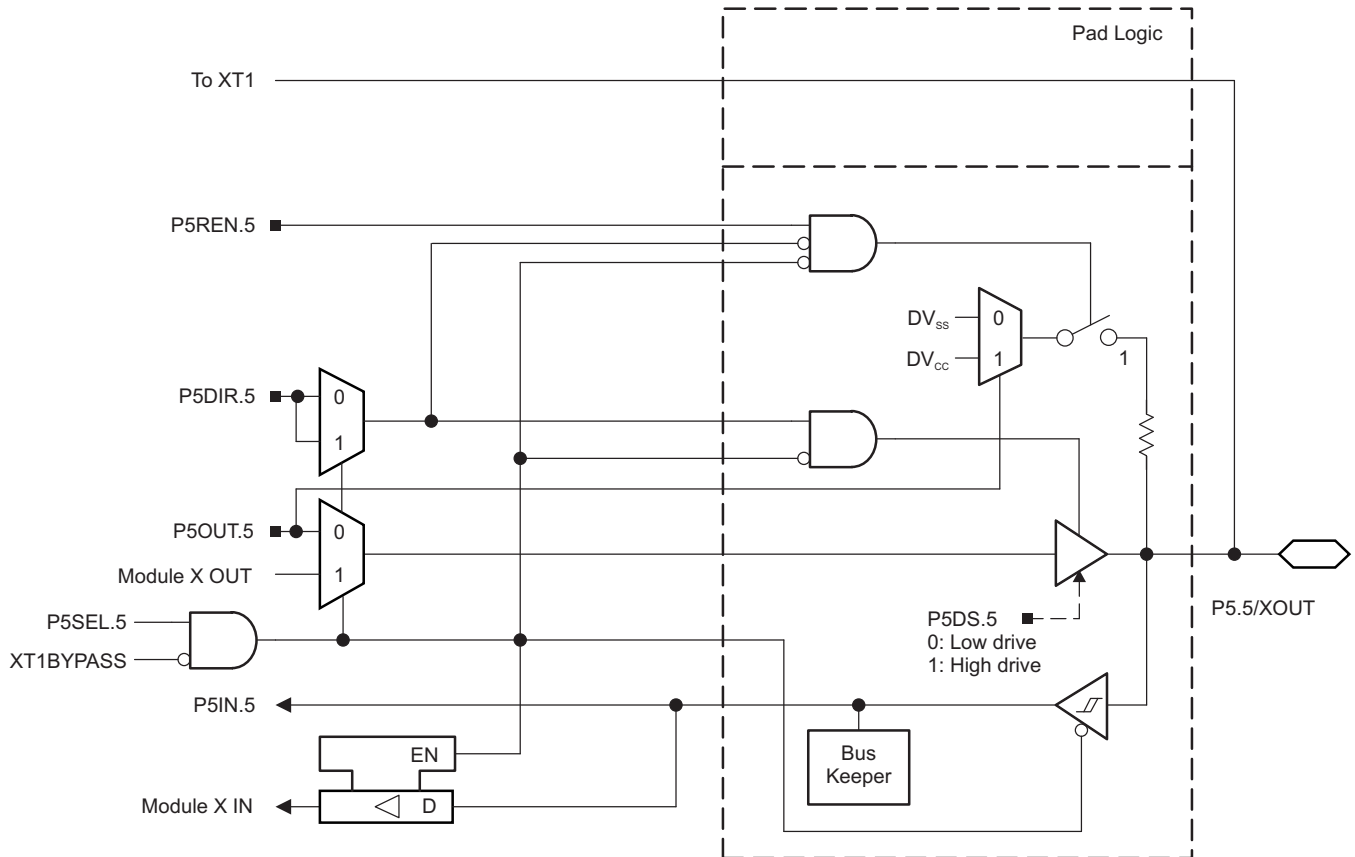 Pad Logic
To XT1
P5REN.5
DVSS
0
DVCC
1
1
P5DIR.5
0
1
P5OUT.5
0
Module X OUT
1
P5SEL.5
XT1BYPASS
P5DS.5
0: Low drive
1: High drive
P5.5/XOUT
P5IN.5
EN
Bus
Keeper
Module X IN
D